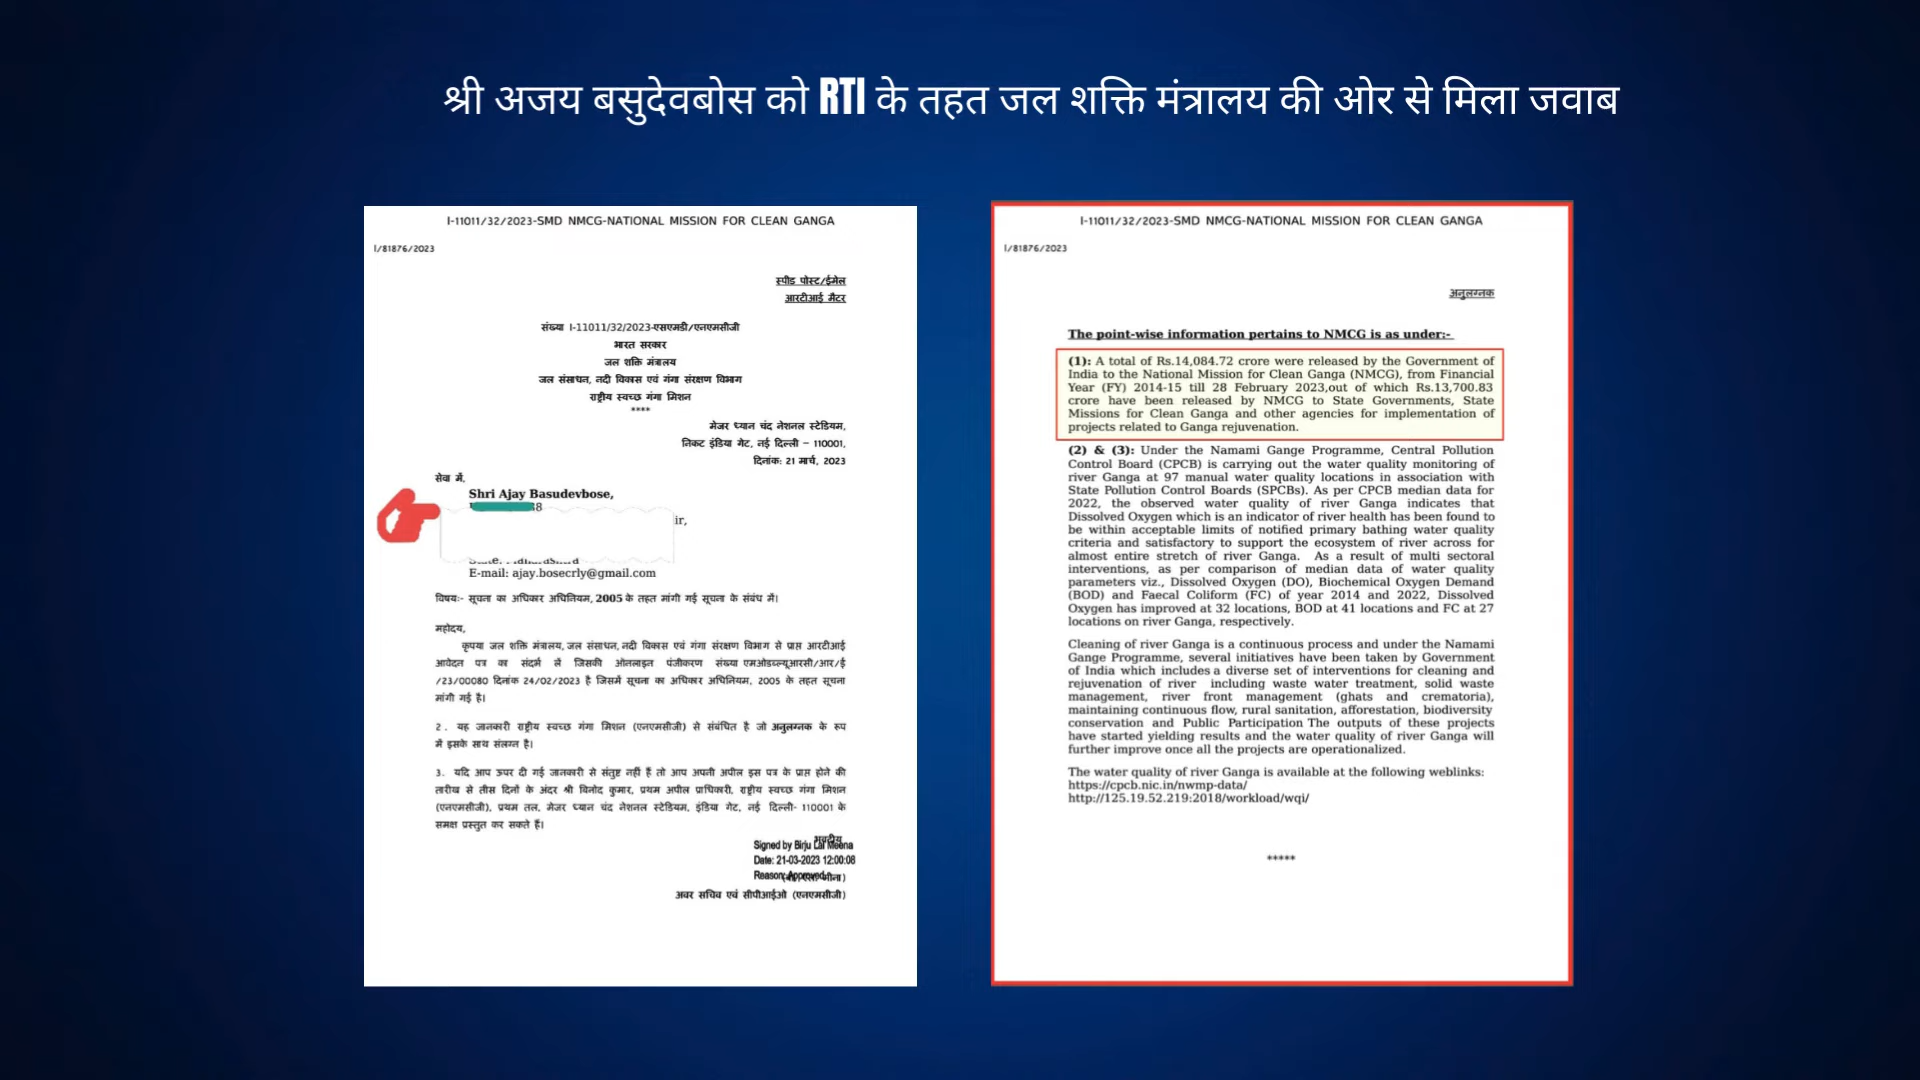 श्री अजय बसुदेवबोस को RTI के तहत जल शक्ति मंत्रालय की ओर से मिला जवाब
I-11011/32/2023-SMD NMCG-NATIONAL MISSION FOR CLEAN GANGA
I/81876/2023
स्पीड पोस्ट/ईमेल
आरटीआई मैटर
संख्या I-11011/32/2023-एसएमडी/एनएमसीजी
भारत सरकार
जल शक्ति मंत्रालय
जल संसाधन, नदी विकास एवं गंगा संरक्षण विभाग
राष्ट्रीय स्वच्छ गंगा मिशन
****
मेजर ध्यान चंद नेशनल स्टेडियम,
निकट इंडिया गेट, नई दिल्ली – 110001,
दिनांक: 21 मार्च, 2023
सेवा में,
Shri Ajay Basudevbose,
8
ir,
E-mail: ajay.bosecrly@gmail.com
विषय:- सूचना का अधिकार अधिनियम, 2005 के तहत मांगी गई सूचना के संबंध में।
महोदय,
कृपया जल शक्ति मंत्रालय, जल संसाधन, नदी विकास एवं गंगा संरक्षण विभाग से प्राप्त आरटीआई
आवेदन पत्र का संदर्भ लें जिसकी ऑनलाइन पंजीकरण संख्या एमओडब्ल्यूआरसी/आर/ई
/23/00080 दिनांक 24/02/2023 है जिसमें सूचना का अधिकार अधिनियम, 2005 के तहत सूचना
मांगी गई है।
2 . यह जानकारी राष्ट्रीय स्वच्छ गंगा मिशन (एनएमसीजी) से संबंधित है जो अनुलग्नक के रूप
में इसके साथ संलग्न है।
3. यदि आप ऊपर दी गई जानकारी से संतुष्ट नहीं हैं तो आप अपनी अपील इस पत्र के प्राप्त होने की
तारीख से तीस दिनों के अंदर श्री विनोद कुमार, प्रथम अपील प्राधिकारी, राष्ट्रीय स्वच्छ गंगा मिशन
(एनएमसीजी), प्रथम तल, मेजर ध्यान चंद नेशनल स्टेडियम, इंडिया गेट, नई दिल्ली- 110001 के
समक्ष प्रस्तुत कर सकते हैं।
भवदीय
Signed by Birju Lal Meena
Date: 21-03-2023 12:00:08
Reason: Approved
अवर सचिव एवं सीपीआईओ (एनएमसीजी)
I-11011/32/2023-SMD NMCG-NATIONAL MISSION FOR CLEAN GANGA
I/81876/2023
अनुलग्नक
The point-wise information pertains to NMCG is as under:-
(1): A total of Rs.14,084.72 crore were released by the Government of
India to the National Mission for Clean Ganga (NMCG), from Financial
Year (FY) 2014-15 till 28 February 2023,out of which Rs.13,700.83
crore have been released by NMCG to State Governments, State
Missions for Clean Ganga and other agencies for implementation of
projects related to Ganga rejuvenation.
(2) & (3): Under the Namami Gange Programme, Central Pollution
Control Board (CPCB) is carrying out the water quality monitoring of
river Ganga at 97 manual water quality locations in association with
State Pollution Control Boards (SPCBs). As per CPCB median data for
2022, the observed water quality of river Ganga indicates that
Dissolved Oxygen which is an indicator of river health has been found to
be within acceptable limits of notified primary bathing water quality
criteria and satisfactory to support the ecosystem of river across for
almost entire stretch of river Ganga. As a result of multi sectoral
interventions, as per comparison of median data of water quality
parameters viz., Dissolved Oxygen (DO), Biochemical Oxygen Demand
(BOD) and Faecal Coliform (FC) of year 2014 and 2022, Dissolved
Oxygen has improved at 32 locations, BOD at 41 locations and FC at 27
locations on river Ganga, respectively.
Cleaning of river Ganga is a continuous process and under the Namami
Gange Programme, several initiatives have been taken by Government
of India which includes a diverse set of interventions for cleaning and
rejuvenation of river including waste water treatment, solid waste
management, river front management (ghats and crematoria),
maintaining continuous flow, rural sanitation, afforestation, biodiversity
conservation and Public Participation The outputs of these projects
have started yielding results and the water quality of river Ganga will
further improve once all the projects are operationalized.
The water quality of river Ganga is available at the following weblinks:
https://cpcb.nic.in/nwmp-data/
http://125.19.52.219:2018/workload/wqi/
*****